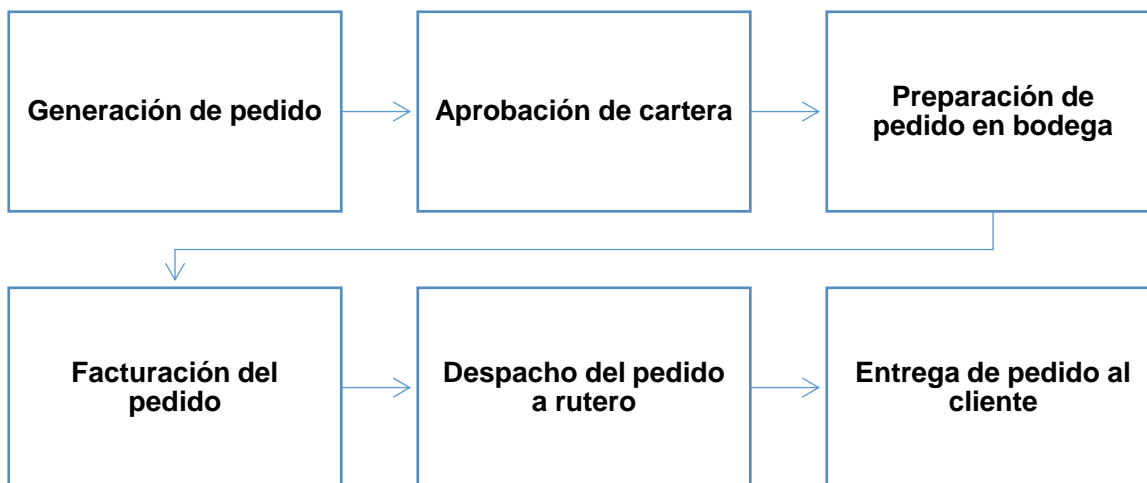 Generación de pedido
Aprobación de cartera
Preparación de
pedido en bodega
Facturación del
pedido
Despacho del pedido
a rutero
Entrega de pedido al
cliente